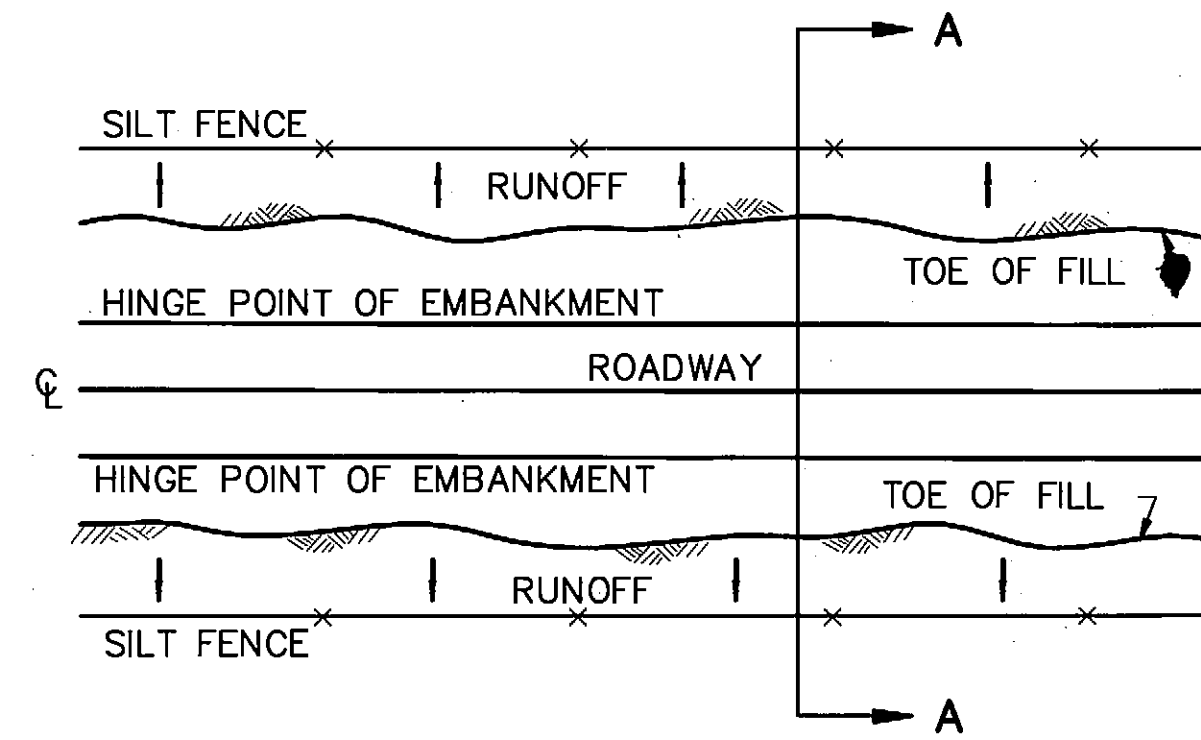 A
SILT FENCE
RUNOFF
TOE OF FILL
HINGE POINT OF EMBANKMENT
ROADWAY
℄
HINGE POINT OF EMBANKMENT
TOE OF FILL
RUNOFF
SILT FENCE
A